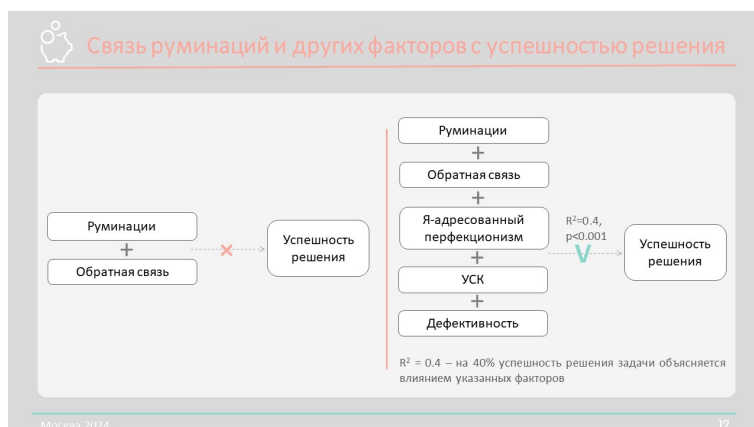 Связь руминаций и других факторов с успешностью решения
Руминации
+
Обратная связь
Успешность
решения
Руминации
+
Обратная связь
+
Я-адресованный
перфекционизм
+
УСК
+
Дефективность
R²=0.4,
p<0.001
Успешность
решения
R² = 0.4 – на 40% успешность решения задачи объясняется
влиянием указанных факторов
Москва 2024
12